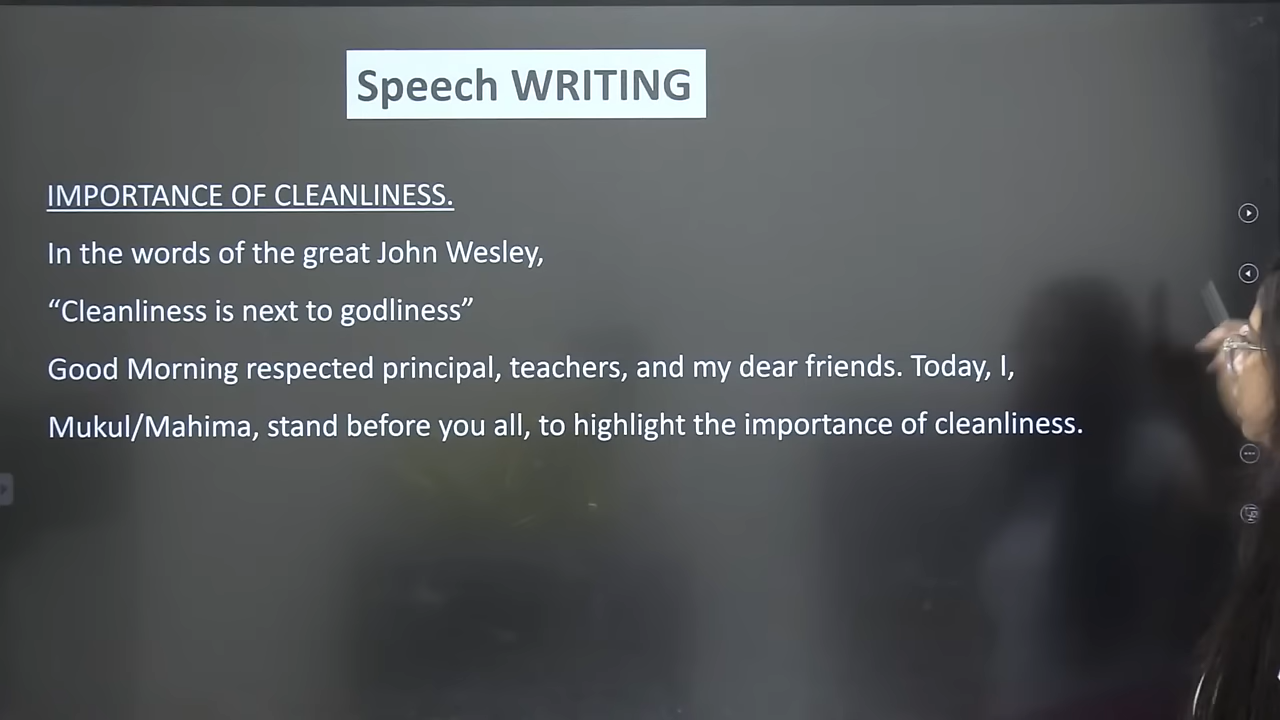 Speech WRITING
IMPORTANCE OF CLEANLINESS.
In the words of the great John Wesley,
“Cleanliness is next to godliness”
Good Morning respected principal, teachers, and my dear friends. Today, I,
Mukul/Mahima, stand before you all, to highlight the importance of cleanliness.